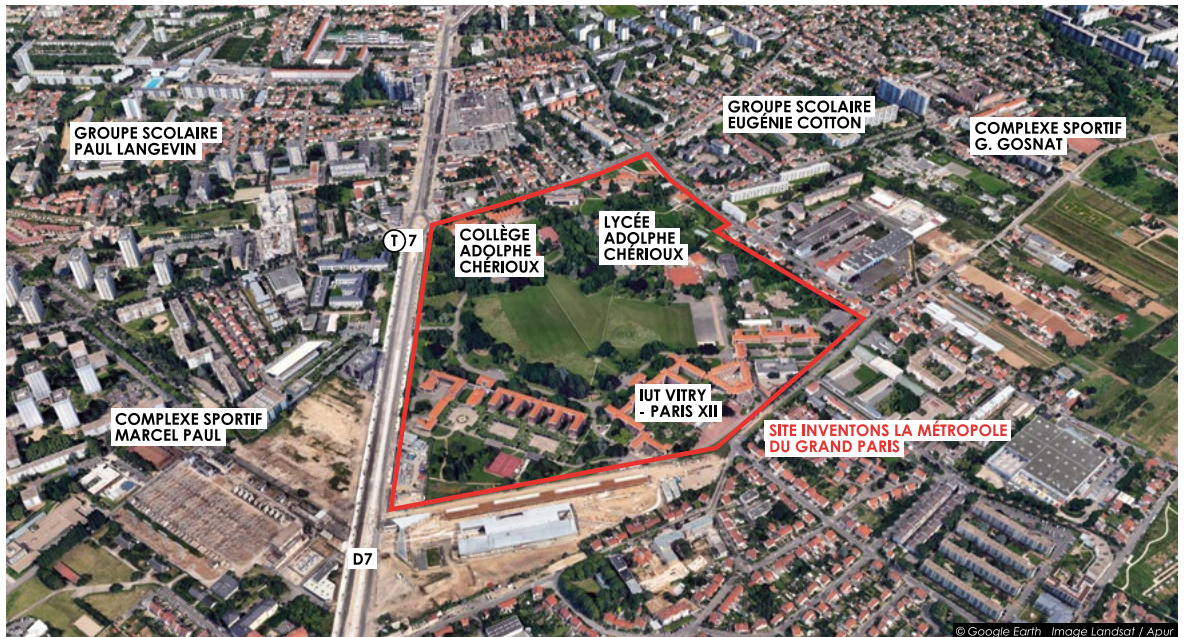 GROUPE SCOLAIRE
PAUL LANGEVIN
GROUPE SCOLAIRE
EUGÉNIE COTTON
COMPLEXE SPORTIF
G. GOSNAT
T 7
COLLÈGE
ADOLPHE
CHÉRIOUX
LYCÉE
ADOLPHE
CHÉRIOUX
IUT VITRY
- PARIS XII
COMPLEXE SPORTIF
MARCEL PAUL
SITE INVENTONS LA MÉTROPOLE
DU GRAND PARIS
D7
© Google Earth Image Landsat / Apur